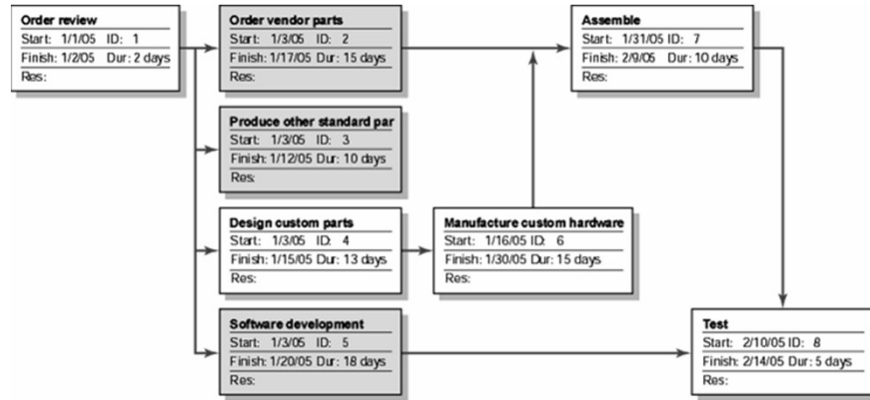 Order review
Start: 1/1/05 ID: 1
Finish: 1/2/05 Dur: 2 days
Res:
Order vendor parts
Start: 1/3/05 ID: 2
Finish: 1/17/05 Dur: 15 days
Res:
Assemble
Start: 1/31/05 ID: 7
Finish: 2/9/05 Dur: 10 days
Res:
Produce other standard par
Start: 1/3/05 ID: 3
Finish: 1/12/05 Dur: 10 days
Res:
Design custom parts
Start: 1/3/05 ID: 4
Finish: 1/15/05 Dur: 13 days
Res:
Manufacture custom hardware
Start: 1/16/05 ID: 6
Finish: 1/30/05 Dur: 15 days
Res:
Software development
Start: 1/3/05 ID: 5
Finish: 1/20/05 Dur: 18 days
Res:
Test
Start: 2/10/05 ID: 8
Finish: 2/14/05 Dur: 5 days
Res: